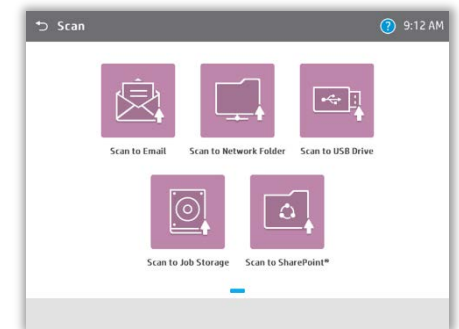 Scan ? 9:12 AM
Scan to Email Scan to Network Folder Scan to USB Drive
Scan to Job Storage Scan to SharePoint®